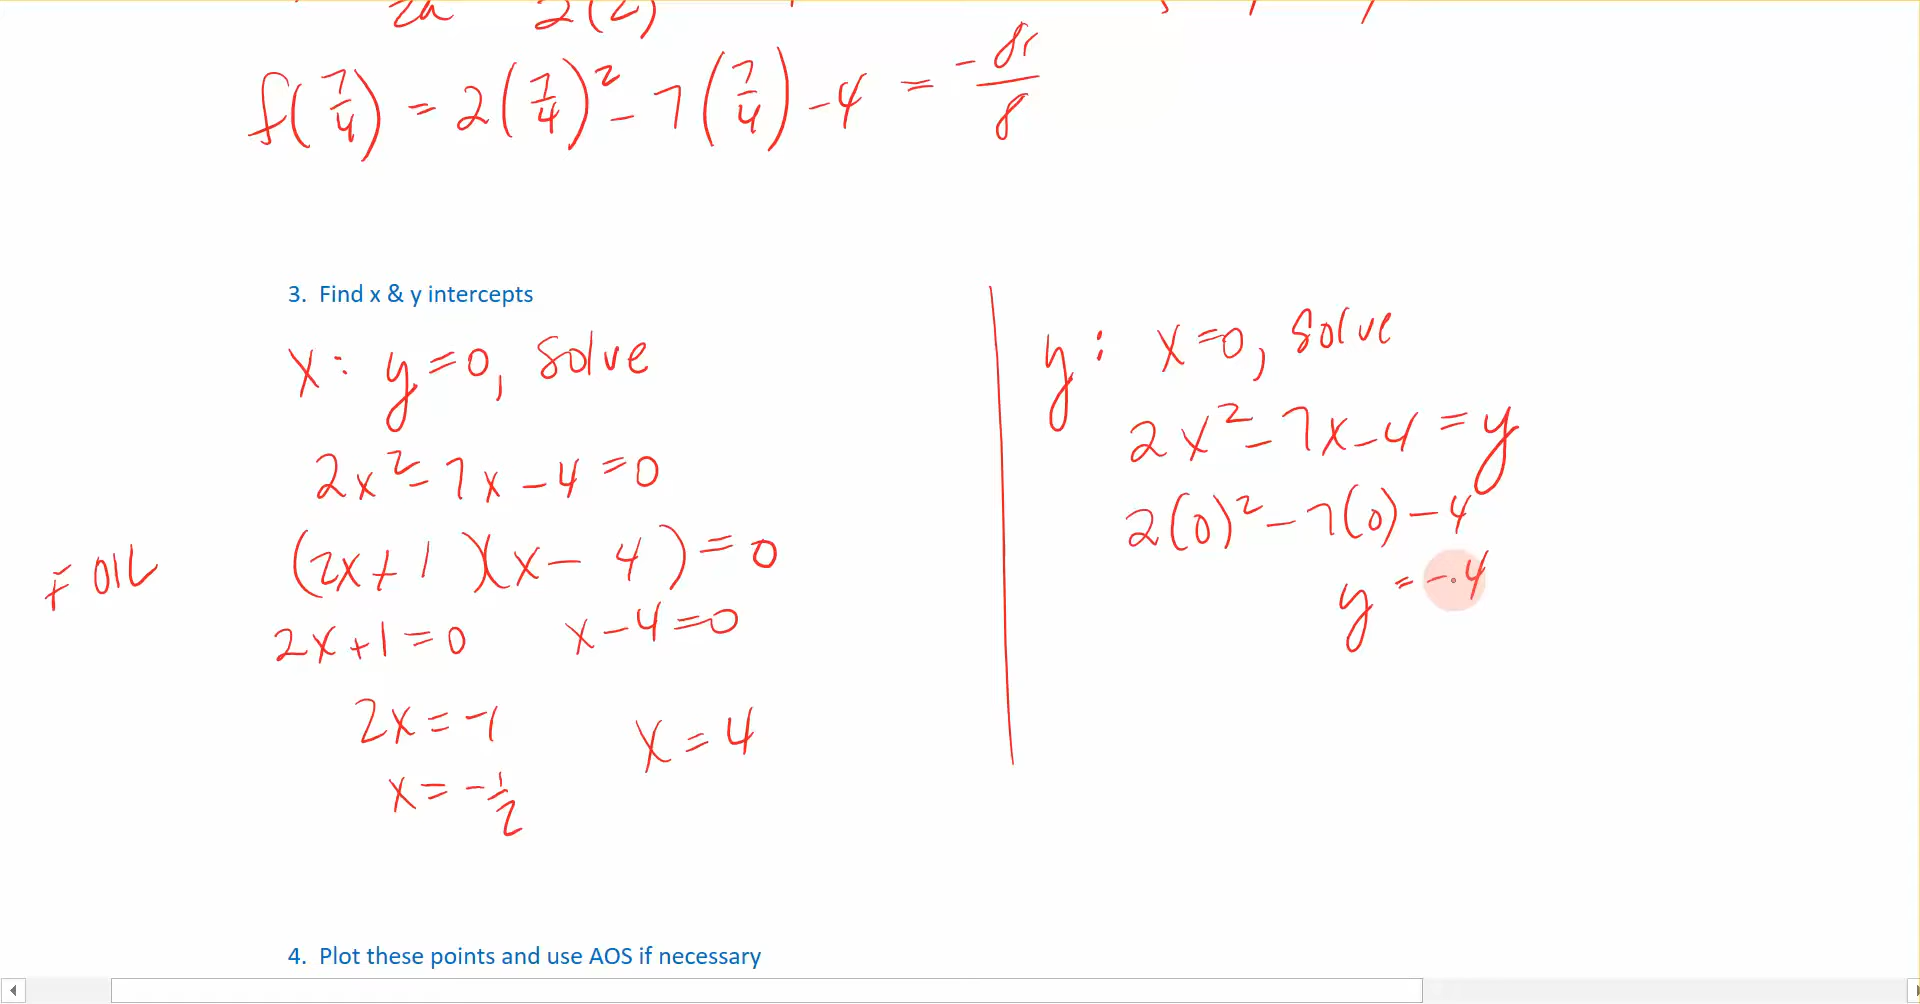 2a 2(2)
f(7/4) = 2(7/4)² - 7(7/4) - 4 = -81/8
3. Find x & y intercepts
x: y=0, solve
2x² - 7x - 4 = 0
(2x+1)(x-4) = 0
FOIL
2x+1=0 x-4=0
2x=-1 x=4
x=-1/2
y: x=0, solve
2x² - 7x - 4 = y
2(0)² - 7(0) - 4
y = -4
4. Plot these points and use AOS if necessary